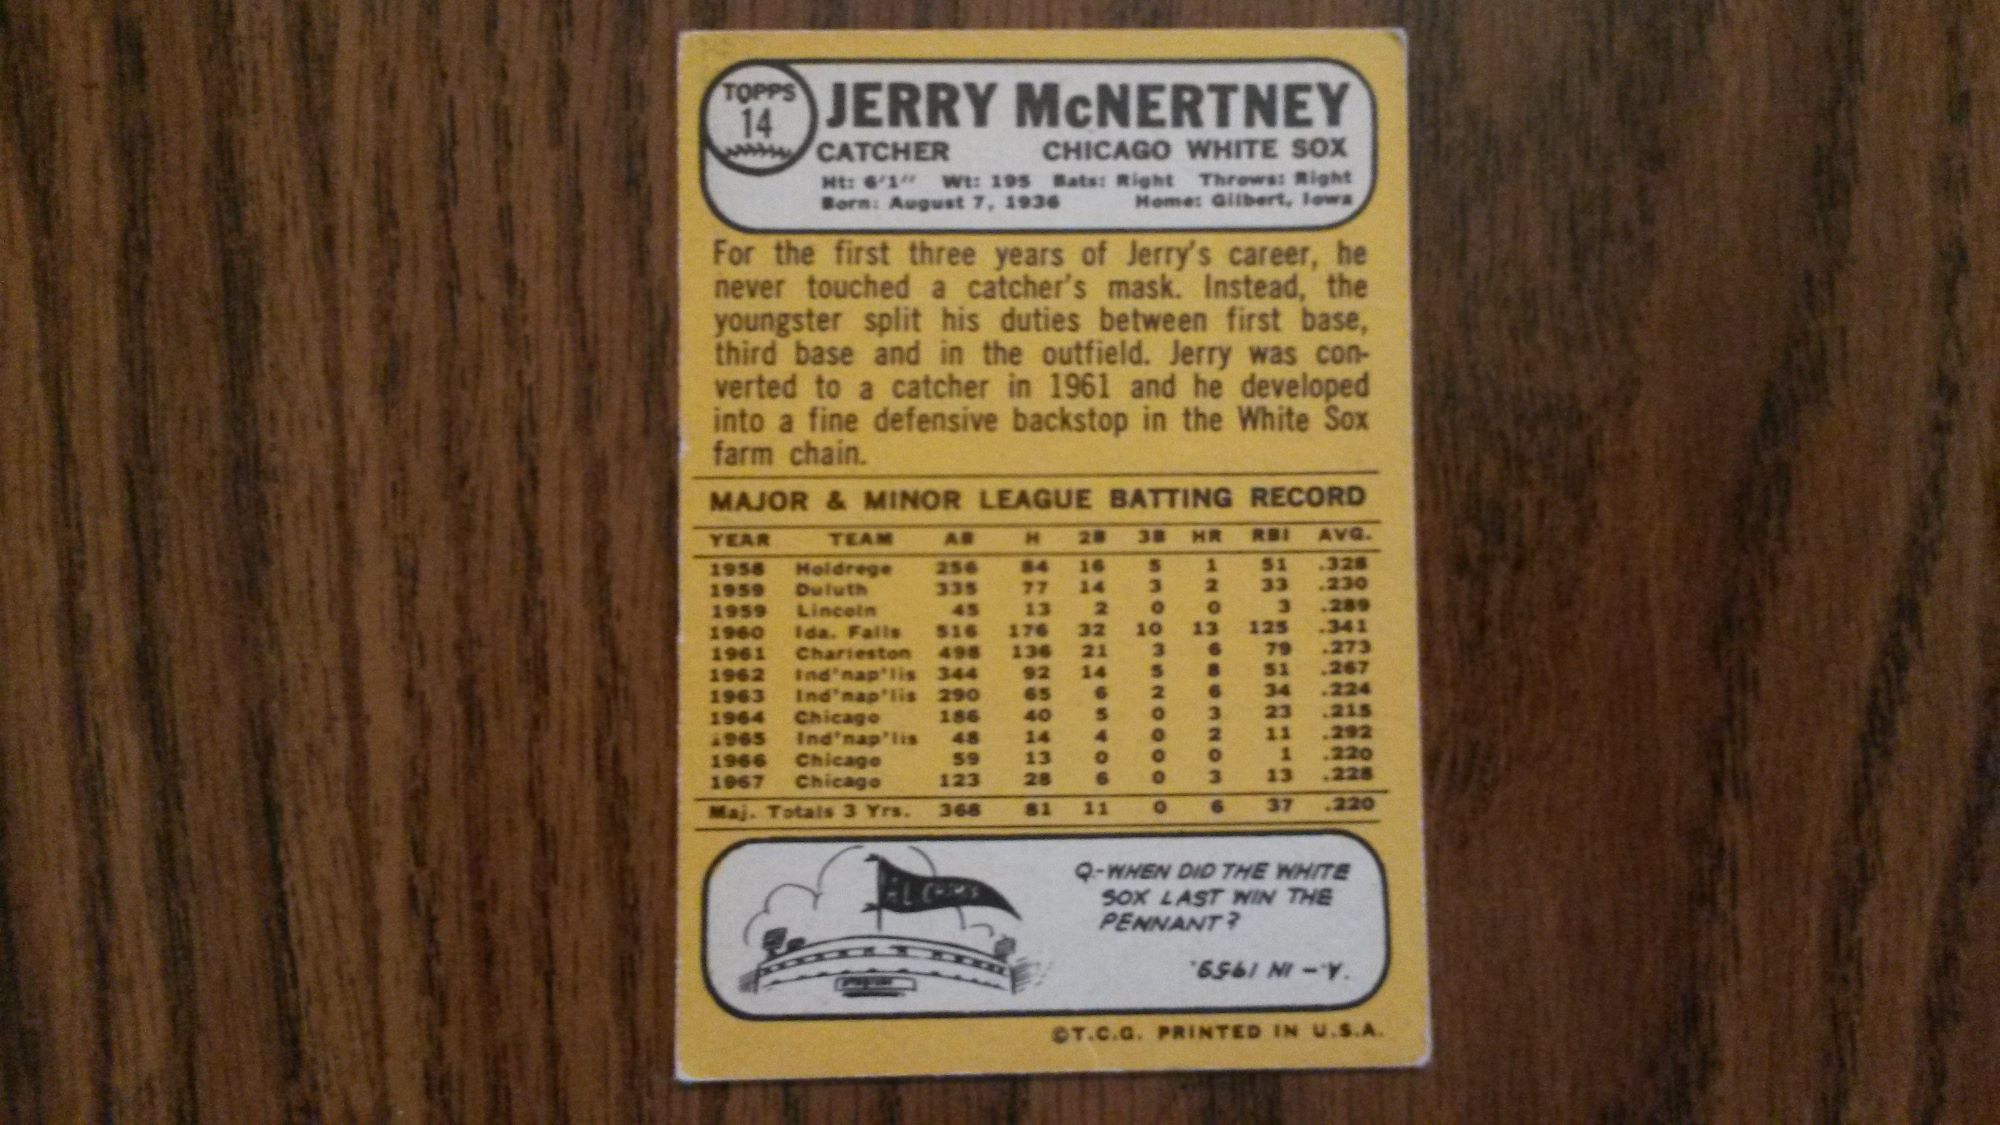 TOPPS
14
JERRY McNERTNEY
CATCHER CHICAGO WHITE SOX
Ht: 6'1" Wt: 195 Bats: Right Throws: Right
Born: August 7, 1936 Home: Gilbert, Iowa
For the first three years of Jerry's career, he
never touched a catcher's mask. Instead, the
youngster split his duties between first base,
third base and in the outfield. Jerry was con-
verted to a catcher in 1961 and he developed
into a fine defensive backstop in the White Sox
farm chain.
MAJOR & MINOR LEAGUE BATTING RECORD
YEAR TEAM AB H 2B 3B HR RBI AVG.
1958 Holdrege 256 84 16 5 1 51 .328
1959 Duluth 335 77 14 3 2 33 .230
1959 Lincoln 45 13 2 0 0 3 .289
1960 Ida. Falls 516 176 32 10 13 125 .341
1961 Charleston 498 136 21 3 6 79 .273
1962 Ind'nap'lis 344 92 14 5 8 51 .267
1963 Ind'nap'lis 290 65 6 2 6 34 .224
1964 Chicago 186 40 5 0 3 23 .215
1965 Ind'nap'lis 48 14 4 0 2 11 .292
1966 Chicago 59 13 0 0 0 1 .220
1967 Chicago 123 28 6 0 3 13 .228
Maj. Totals 3 Yrs. 368 81 11 0 6 37 .220
AL CHAMPS
Q.-WHEN DID THE WHITE
SOX LAST WIN THE
PENNANT?
A.- IN 1959.
©T.C.G. PRINTED IN U.S.A.